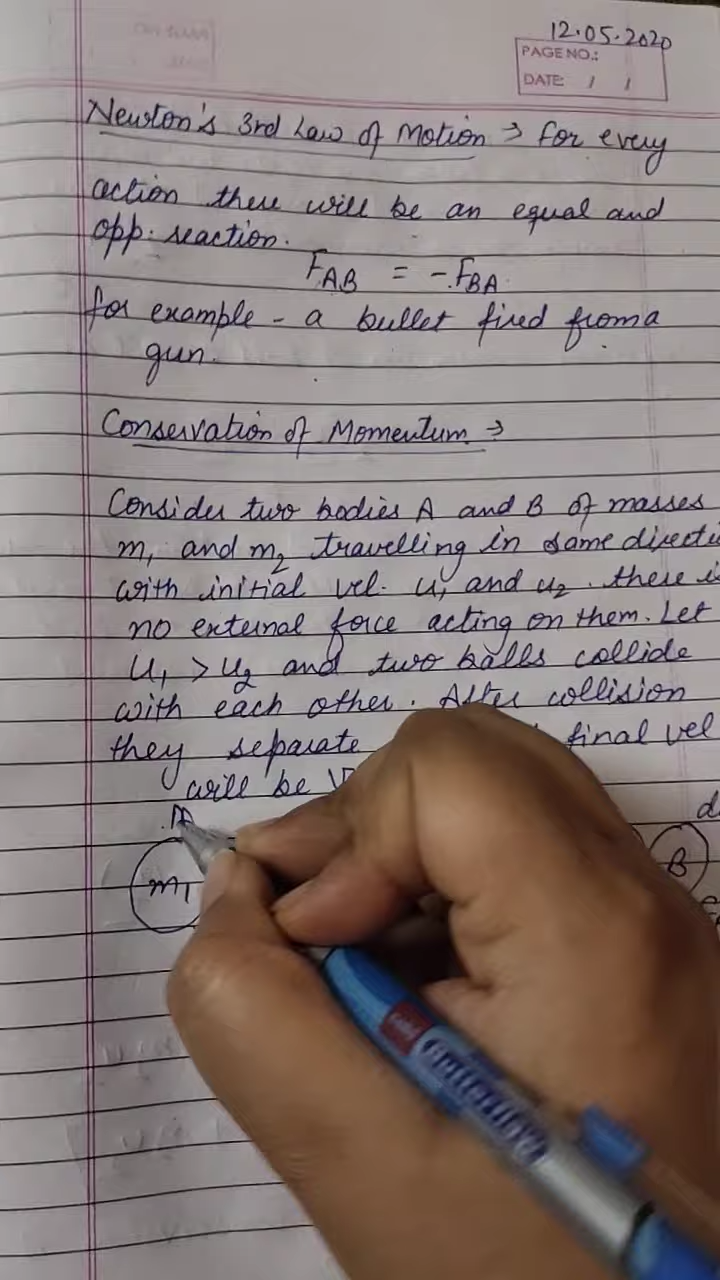 12.05.2020
PAGE NO.:
DATE: / /
Newton's 3rd Law of Motion → for every
action there will be an equal and
opp. reaction.
F_AB = -F_BA.
for example - a bullet fired from a
gun.
Conservation of Momentum →
Consider two bodies A and B of masses
m₁ and m₂ travelling in same directi
with initial vel. u₁ and u₂. there i
no external force acting on them. Let
u₁ > u₂ and two balls collide
with each other. After collision
they separate final vel
will be V
A
m₁
B
d